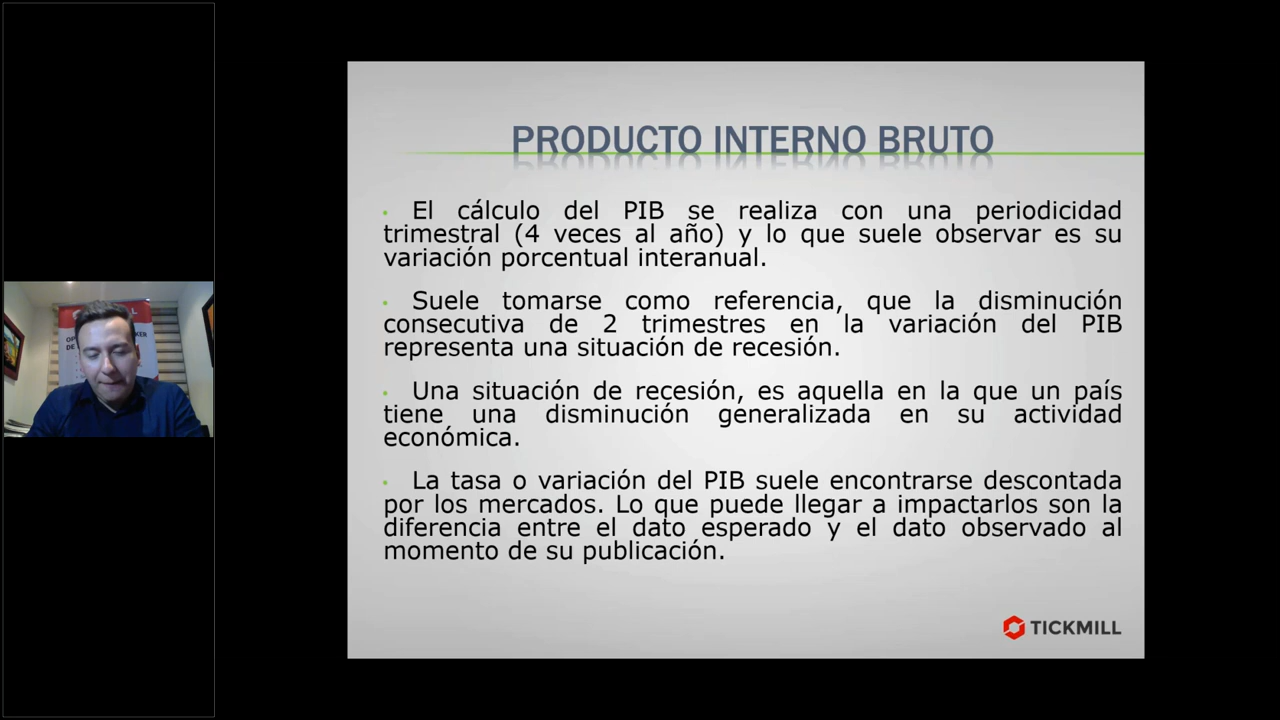 PRODUCTO INTERNO BRUTO
• El cálculo del PIB se realiza con una periodicidad
trimestral (4 veces al año) y lo que suele observar es su
variación porcentual interanual.
• Suele tomarse como referencia, que la disminución
consecutiva de 2 trimestres en la variación del PIB
representa una situación de recesión.
• Una situación de recesión, es aquella en la que un país
tiene una disminución generalizada en su actividad
económica.
• La tasa o variación del PIB suele encontrarse descontada
por los mercados. Lo que puede llegar a impactarlos son la
diferencia entre el dato esperado y el dato observado al
momento de su publicación.
TICKMILL